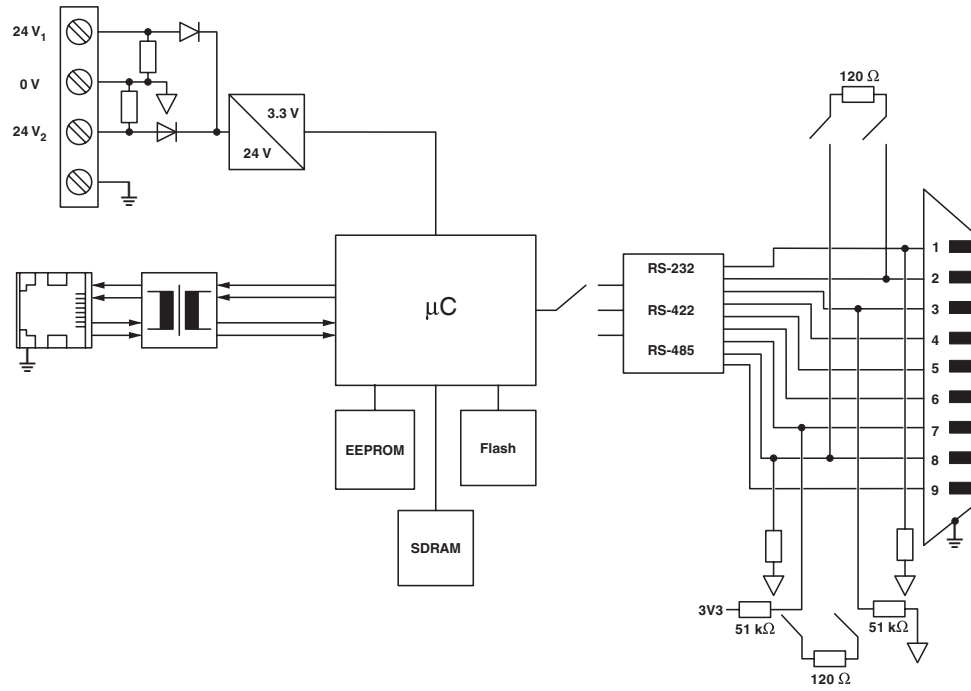 24 V1
0 V
24 V2
3.3 V
24 V
120 Ω
µC
RS-232
RS-422
RS-485
1
2
3
4
5
6
7
8
9
EEPROM
Flash
SDRAM
3V3
51 kΩ
51 kΩ
120 Ω